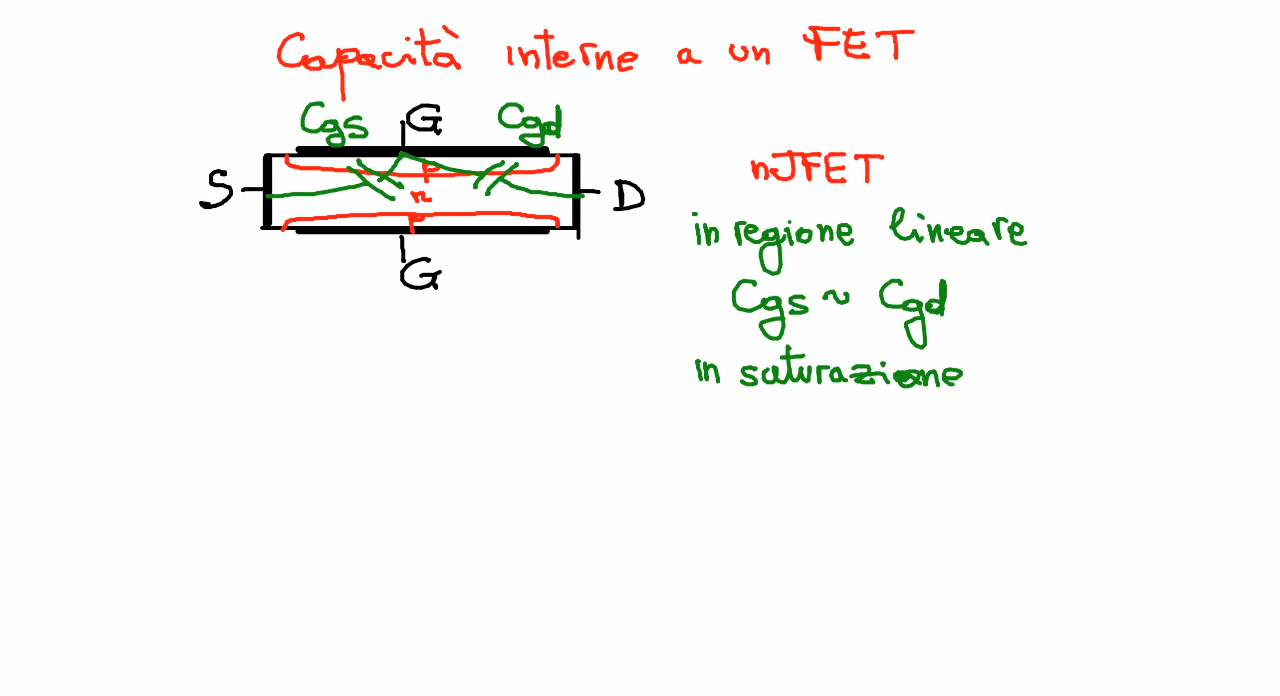 Capacità interne a un FET
Cgs G Cgd
S p D
n
p
G
nJFET
in regione lineare
Cgs ~ Cgd
in saturazione